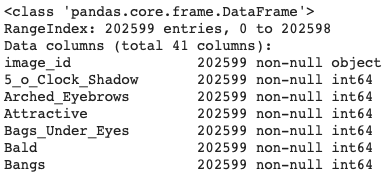 <class 'pandas.core.frame.DataFrame'>
RangeIndex: 202599 entries, 0 to 202598
Data columns (total 41 columns):
image_id               202599 non-null object
5_o_Clock_Shadow       202599 non-null int64
Arched_Eyebrows        202599 non-null int64
Attractive             202599 non-null int64
Bags_Under_Eyes        202599 non-null int64
Bald                   202599 non-null int64
Bangs                  202599 non-null int64